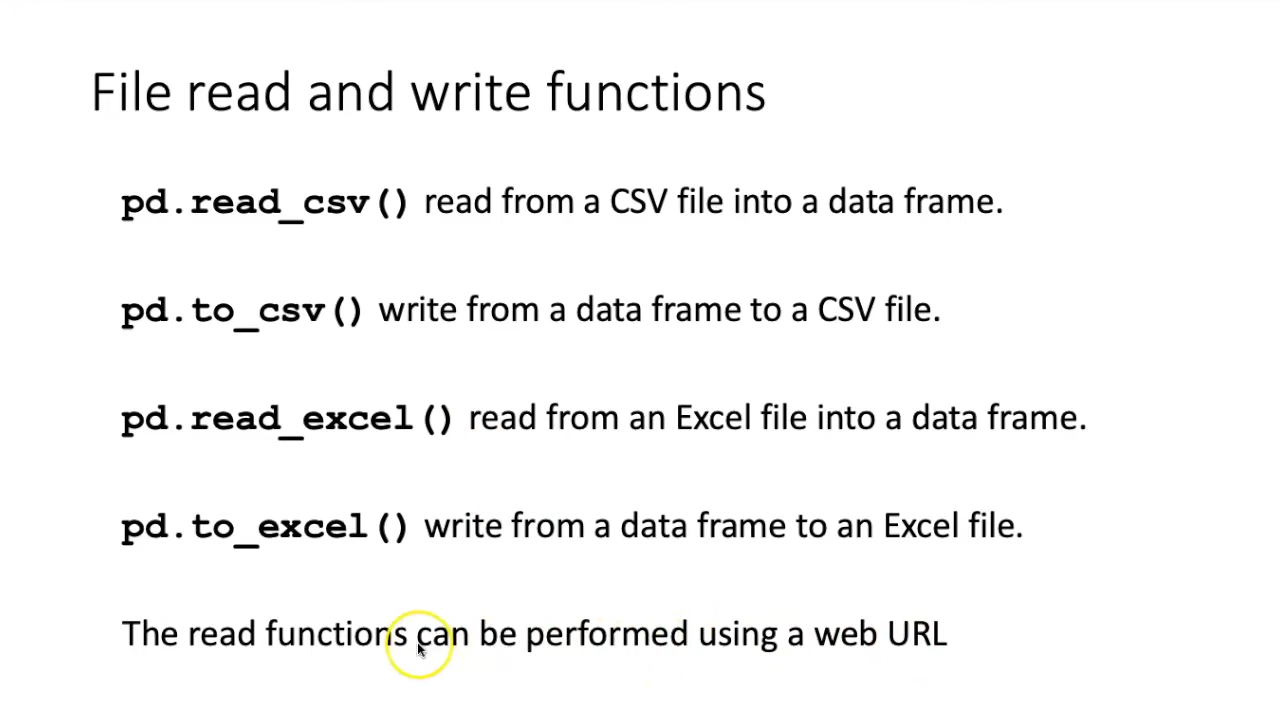 File read and write functions
pd.read_csv() read from a CSV file into a data frame.
pd.to_csv() write from a data frame to a CSV file.
pd.read_excel() read from an Excel file into a data frame.
pd.to_excel() write from a data frame to an Excel file.
The read functions can be performed using a web URL